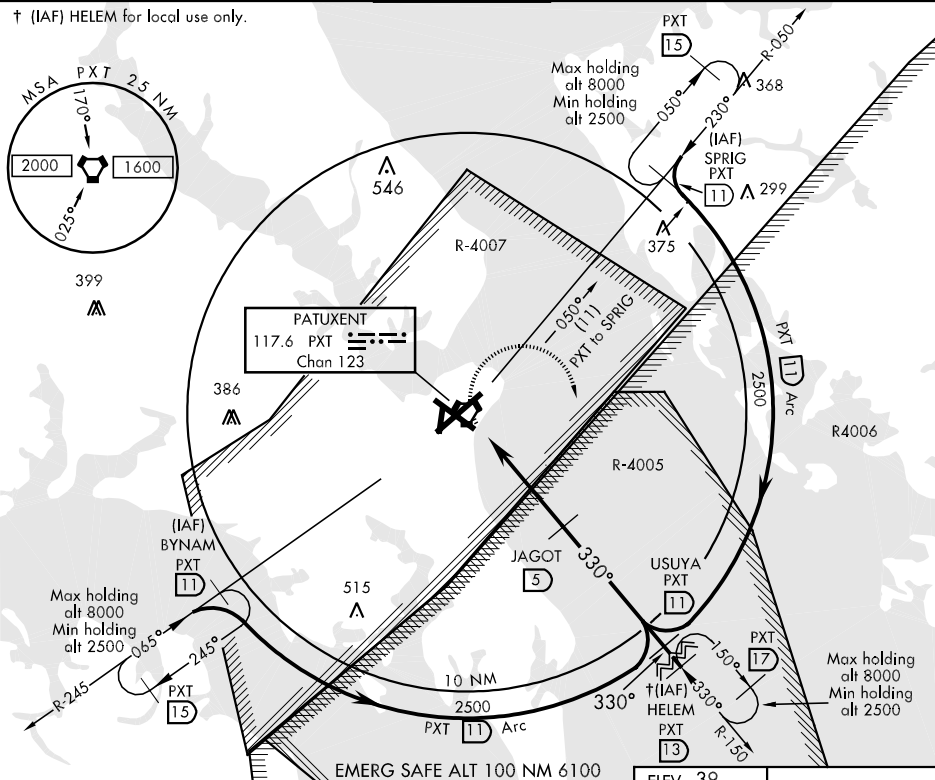 † (IAF) HELEM for local use only.
MSA PXT 25 NM
170°
2000
1600
025°
399
546
R-4007
PATUXENT
117.6 PXT
Chan 123
386
050°
(11)
PXT to SPRIG
PXT
15
R-050
Max holding
alt 8000
Min holding
alt 2500
050°
230°
368
(IAF)
SPRIG
PXT
11
299
375
PXT 11 Arc
2500
R4006
R-4005
(IAF)
BYNAM
PXT
11
Max holding
alt 8000
Min holding
alt 2500
065°
245°
R-245
PXT
15
515
JAGOT
5
330°
USUYA
PXT
11
10 NM
2500
PXT 11 Arc
330°
†(IAF)
HELEM
PXT
13
150°
330°
R-150
PXT
17
Max holding
alt 8000
Min holding
alt 2500
EMERG SAFE ALT 100 NM 6100
ELEV 39